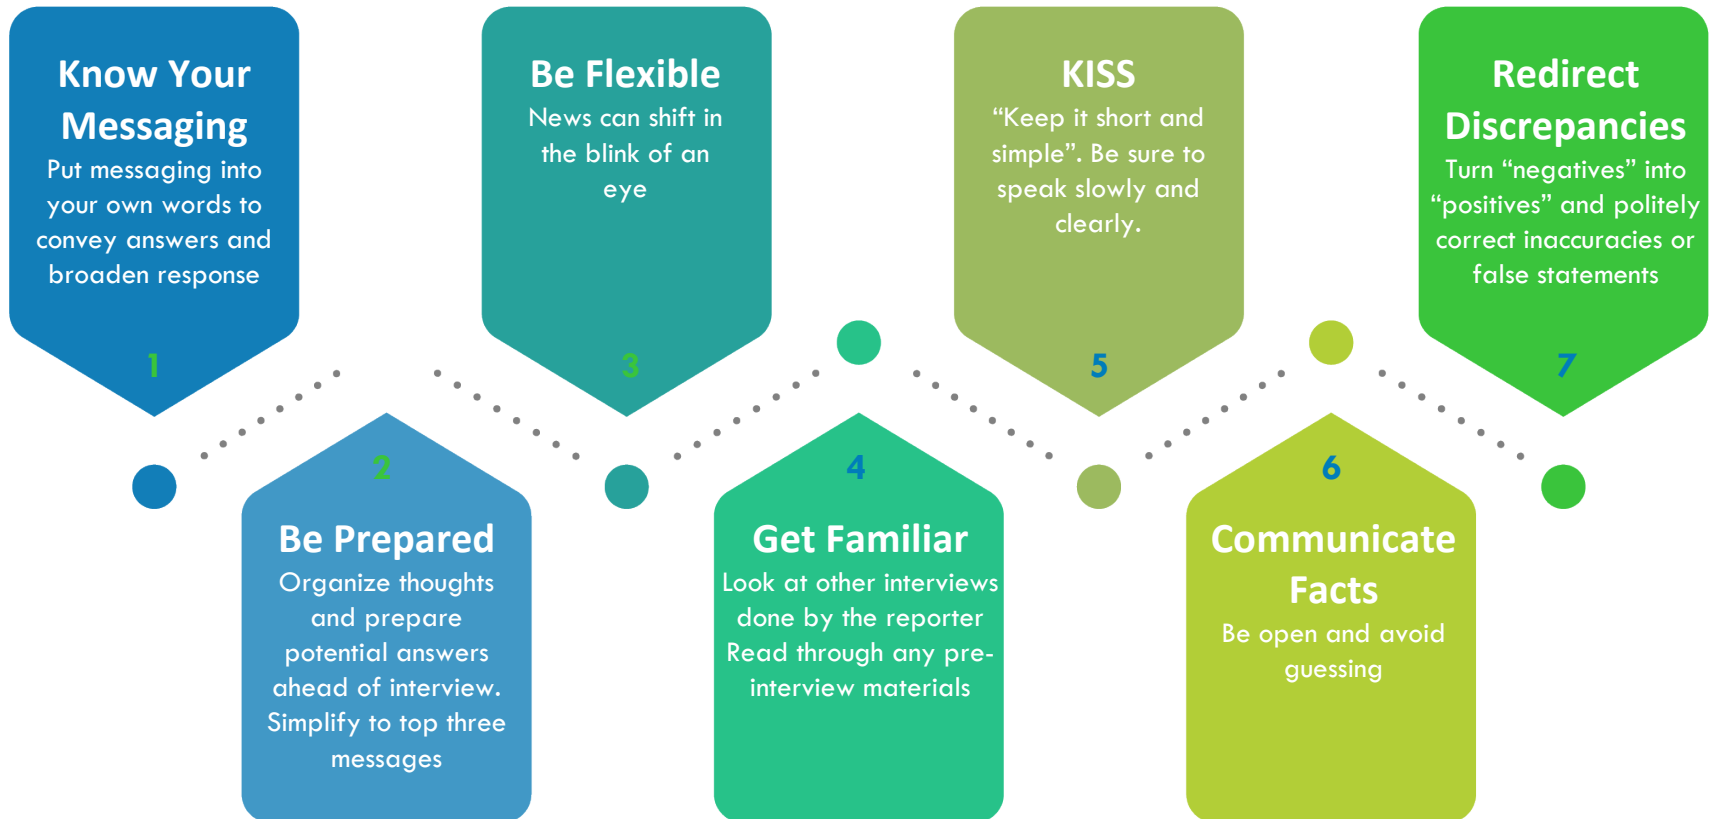 Know Your
Messaging
Put messaging into
your own words to
convey answers and
broaden response
1
2
Be Prepared
Organize thoughts
and prepare
potential answers
ahead of interview.
Simplify to top three
messages
Be Flexible
News can shift in
the blink of an
eye
3
4
Get Familiar
Look at other interviews
done by the reporter
Read through any pre-
interview materials
KISS
“Keep it short and
simple”. Be sure to
speak slowly and
clearly.
5
6
Communicate
Facts
Be open and avoid
guessing
Redirect
Discrepancies
Turn “negatives” into
“positives” and politely
correct inaccuracies or
false statements
7